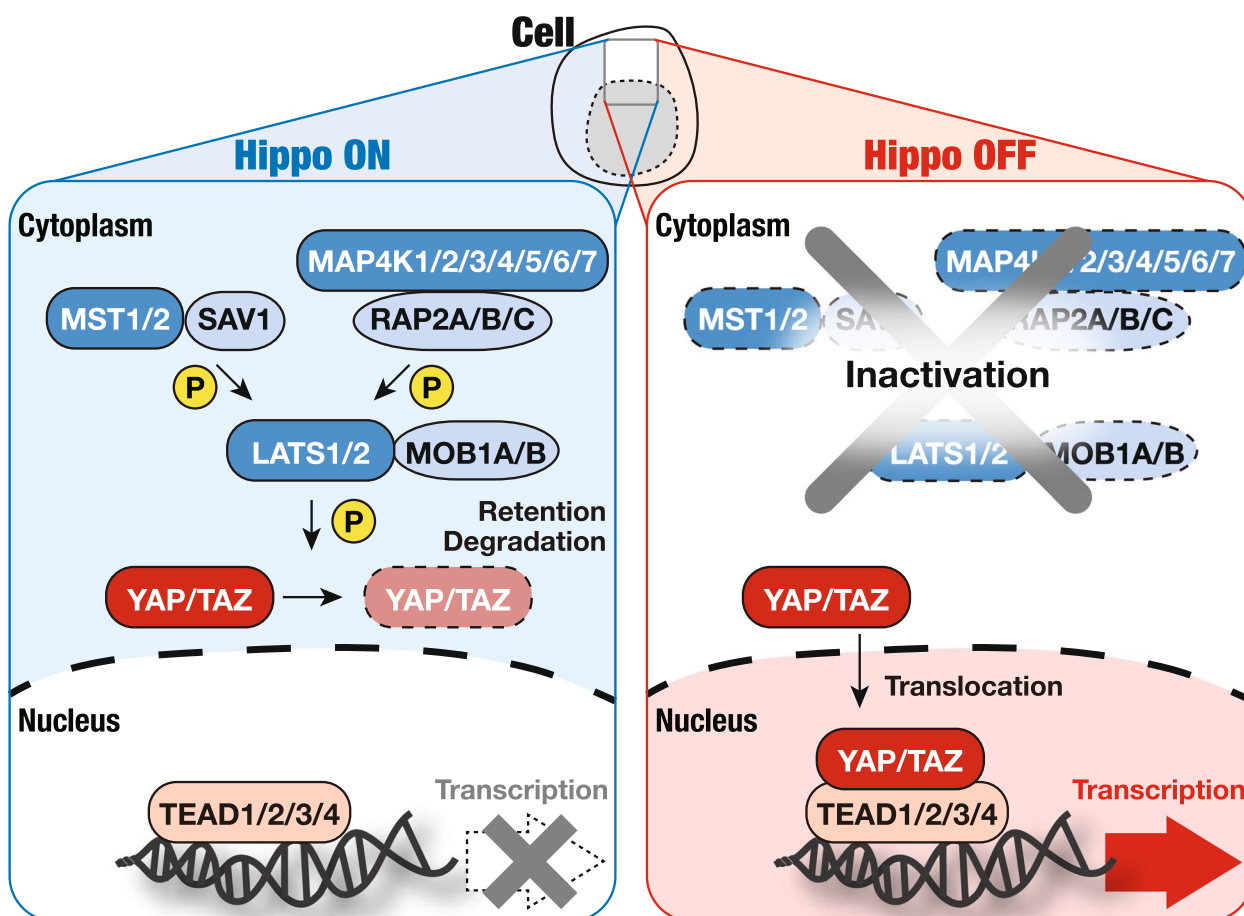 Cell
Hippo ON
Cytoplasm
MAP4K1/2/3/4/5/6/7
MST1/2
SAV1
RAP2A/B/C
P
P
LATS1/2
MOB1A/B
P
Retention
Degradation
YAP/TAZ
YAP/TAZ
Nucleus
TEAD1/2/3/4
Transcription
Hippo OFF
Cytoplasm
MAP4K1/2/3/4/5/6/7
MST1/2
SAV1
RAP2A/B/C
Inactivation
LATS1/2
MOB1A/B
YAP/TAZ
Translocation
Nucleus
YAP/TAZ
TEAD1/2/3/4
Transcription